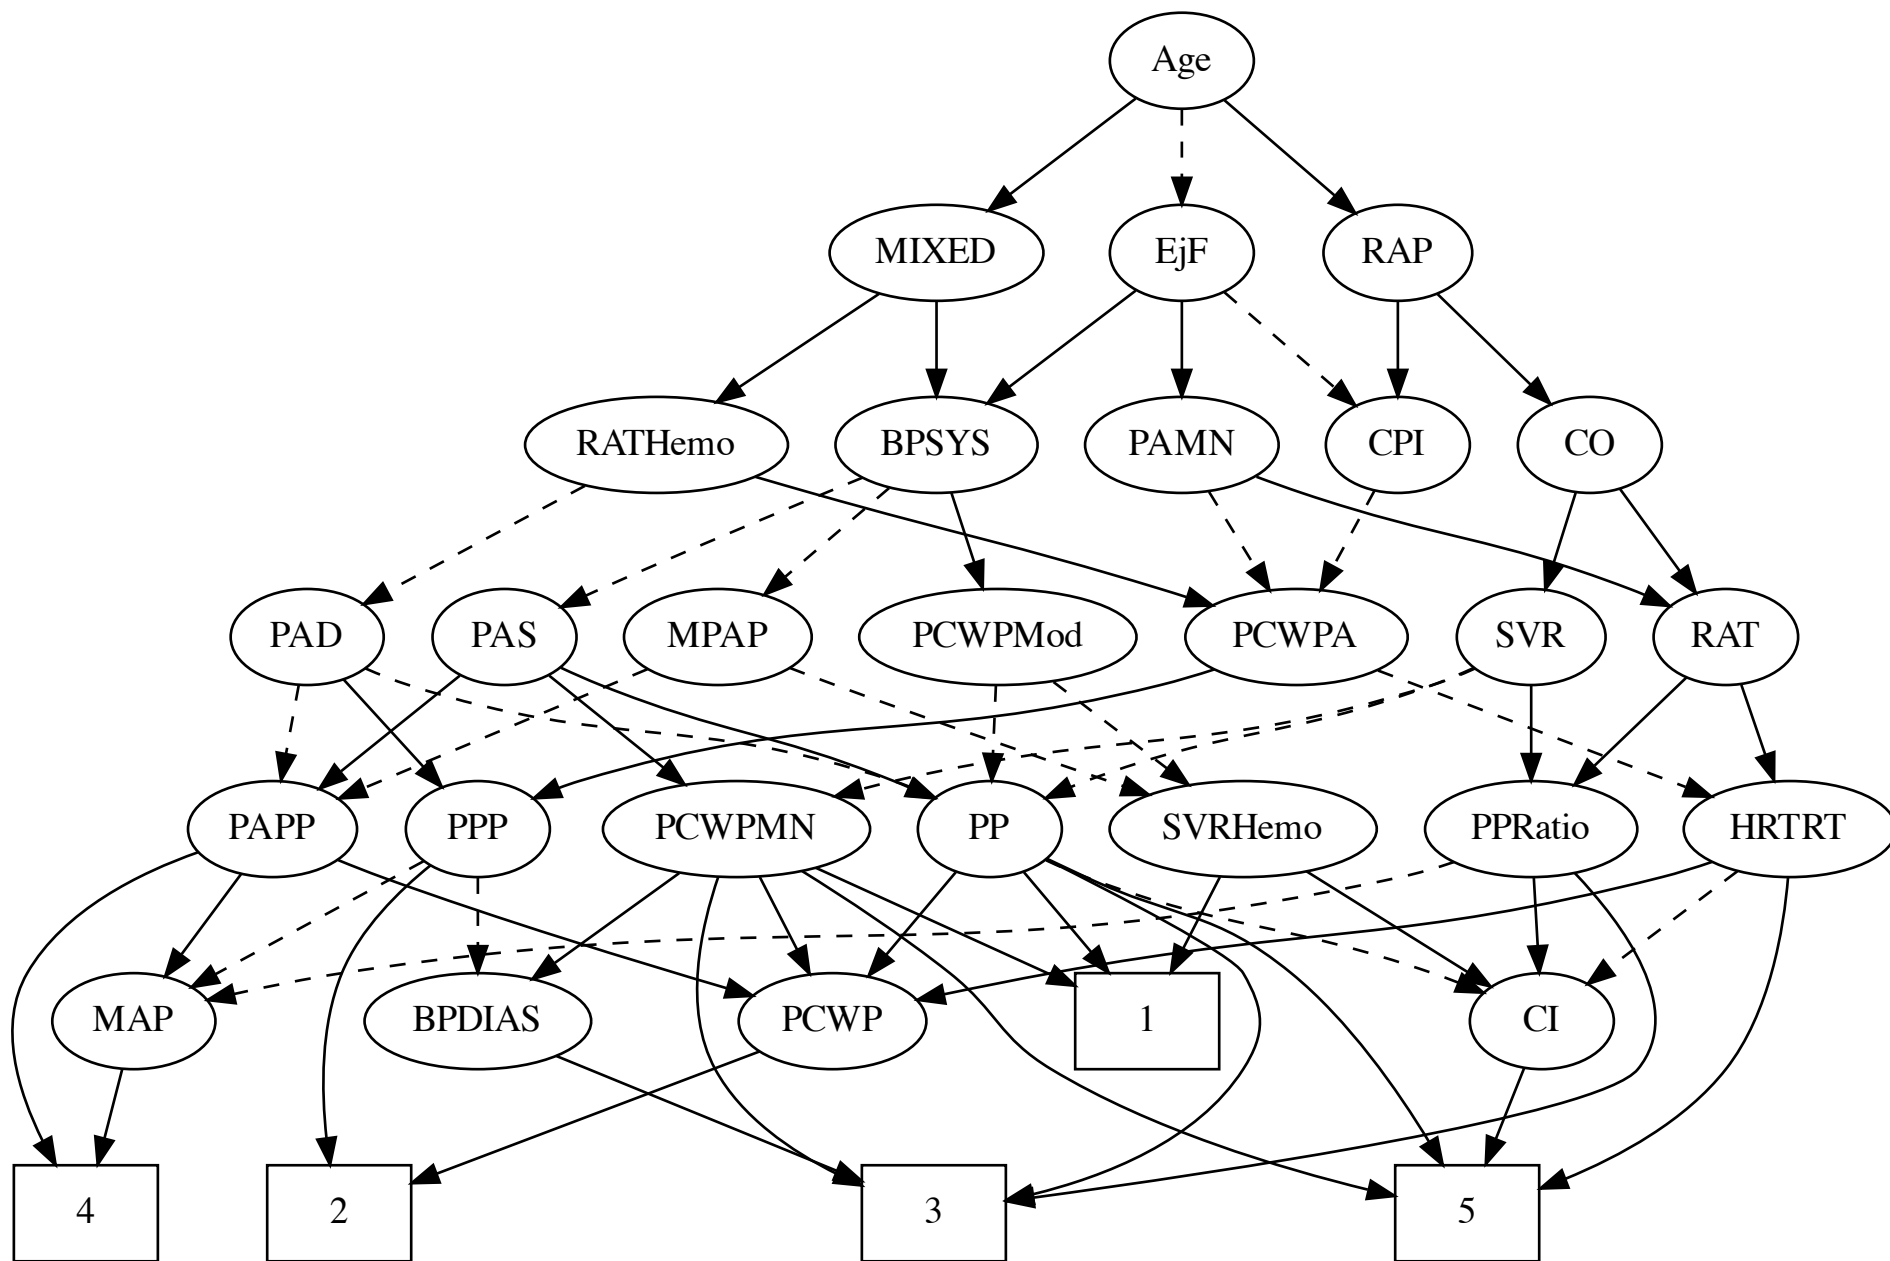 Age
MIXED
EjF
RAP
RATHemo
BPSYS
PAMN
CPI
CO
PAD
PAS
MPAP
PCWPMod
PCWPA
SVR
RAT
PAPP
PPP
PCWPMN
PP
SVRHemo
PPRatio
HRTRT
MAP
BPDIAS
PCWP
1
CI
4
2
3
5